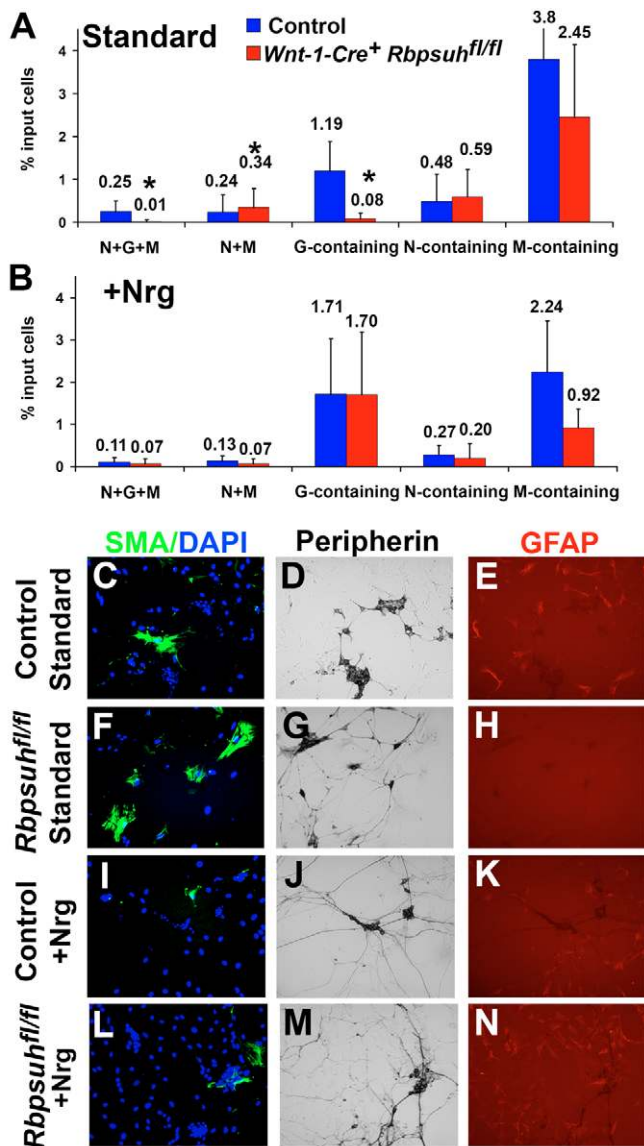 A Standard
Control
Wnt-1-Cre+ Rbpsuhfl/fl
% input cells
4
3
2
1
0
0.25
*
0.01
0.24
*
0.34
1.19
*
0.08
0.48
0.59
3.8
2.45
N+G+M N+M G-containing N-containing M-containing
B +Nrg
% input cells
4
3
2
1
0
0.11 0.07
0.13 0.07
1.71 1.70
0.27 0.20
2.24
0.92
N+G+M N+M G-containing N-containing M-containing
SMA/DAPI Peripherin GFAP
Control
Standard
C D E
Rbpsuhfl/fl
Standard
F G H
Control
+Nrg
I J K
Rbpsuhfl/fl
+Nrg
L M N